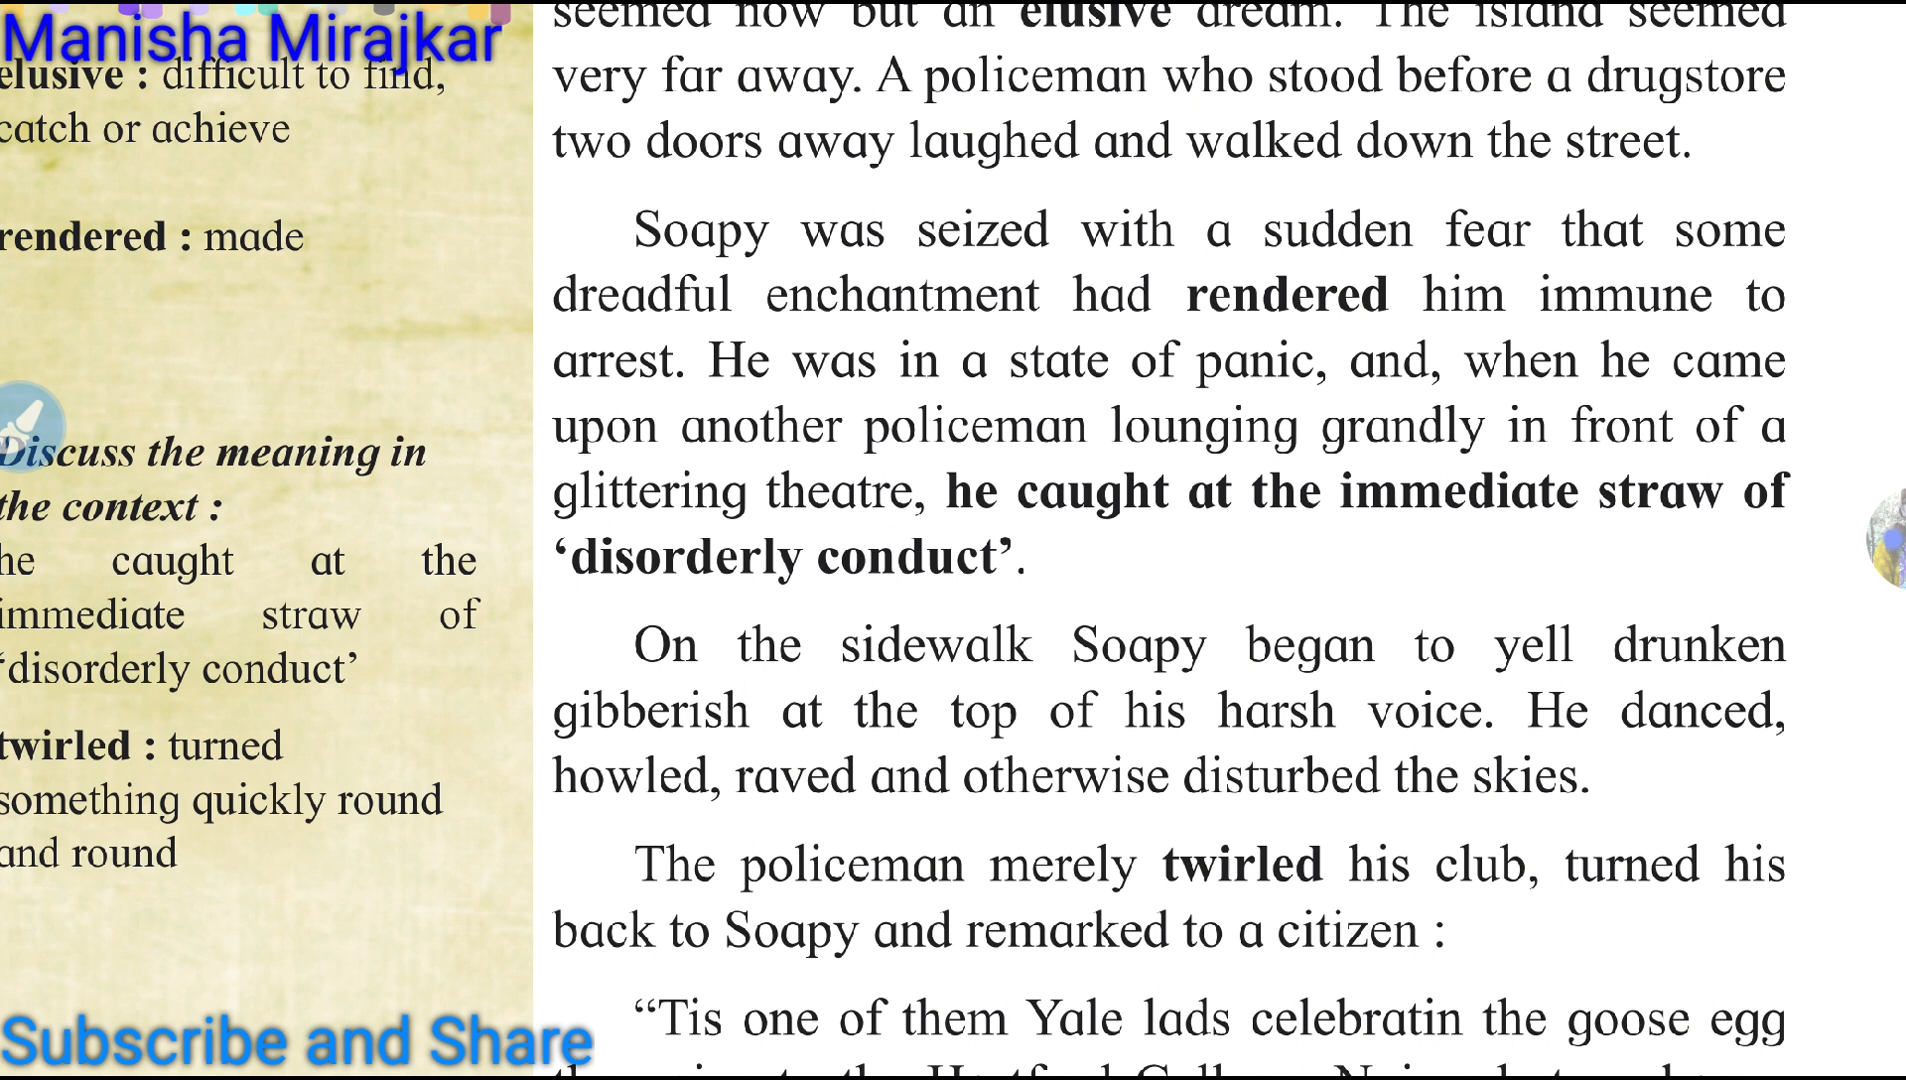 Manisha Mirajkar
elusive : difficult to find,
catch or achieve
rendered : made
Discuss the meaning in
the context :
he caught at the
immediate straw of
‘disorderly conduct’
twirled : turned
something quickly round
and round
Subscribe and Share
seemed now but an elusive dream. The island seemed
very far away. A policeman who stood before a drugstore
two doors away laughed and walked down the street.
Soapy was seized with a sudden fear that some
dreadful enchantment had rendered him immune to
arrest. He was in a state of panic, and, when he came
upon another policeman lounging grandly in front of a
glittering theatre, he caught at the immediate straw of
‘disorderly conduct’.
On the sidewalk Soapy began to yell drunken
gibberish at the top of his harsh voice. He danced,
howled, raved and otherwise disturbed the skies.
The policeman merely twirled his club, turned his
back to Soapy and remarked to a citizen :
“Tis one of them Yale lads celebratin the goose egg